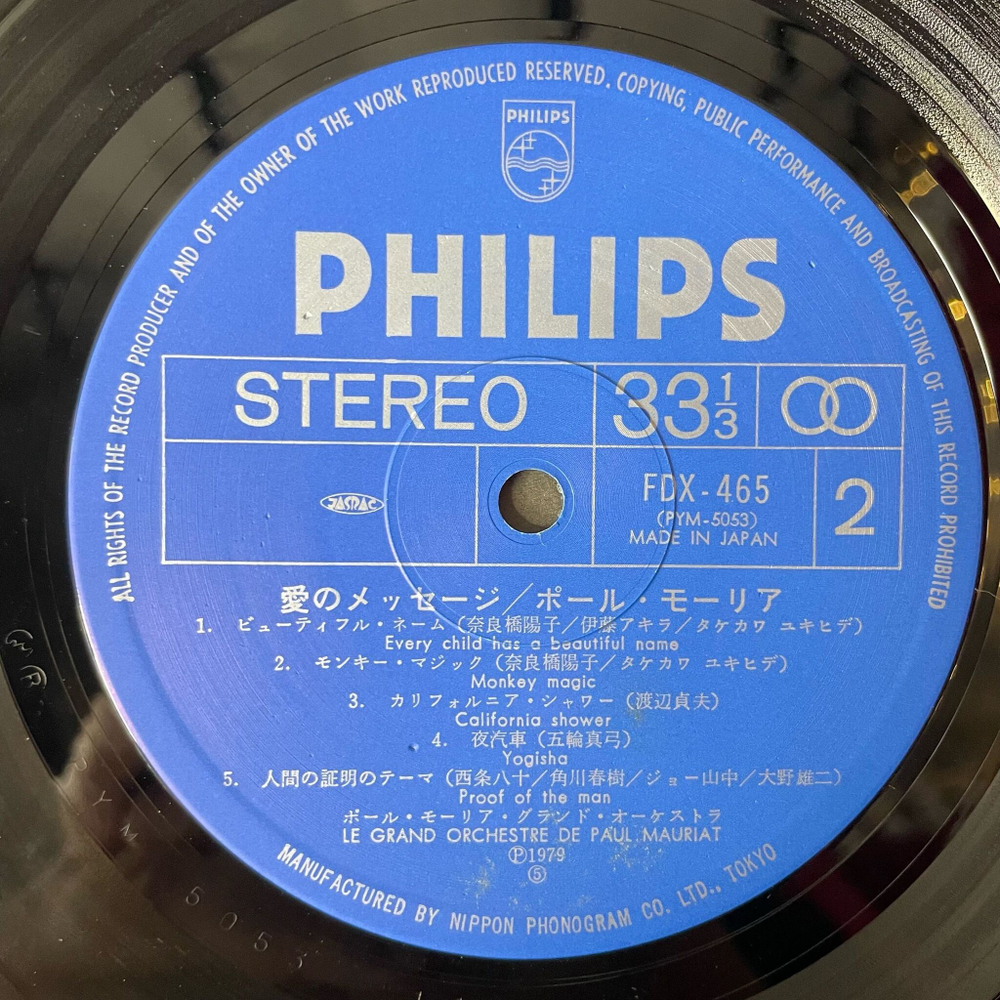 ALL RIGHTS OF THE RECORD PRODUCER AND OF THE OWNER OF THE WORK REPRODUCED RESERVED. COPYING, PUBLIC PERFORMANCE AND BROADCASTING OF THIS RECORD PROHIBITED
PHILIPS
PHILIPS
STEREO 33 1/3
JASRAC FDX-465 2
(PYM-5053)
MADE IN JAPAN
愛のメッセージ/ポール・モーリア
1. ビューティフル・ネーム(奈良橋陽子/伊藤アキラ/タケカワ ユキヒデ)
Every child has a beautiful name
2. モンキー・マジック(奈良橋陽子/タケカワ ユキヒデ)
Monkey magic
3. カリフォルニア・シャワー(渡辺貞夫)
California shower
4. 夜汽車(五輪真弓)
Yogisha
5. 人間の証明のテーマ(西条八十/角川春樹/ジョー山中/大野雄二)
Proof of the man
ポール・モーリア・グランド・オーケストラ
LE GRAND ORCHESTRE DE PAUL MAURIAT
Ⓟ1979
⑤
MANUFACTURED BY NIPPON PHONOGRAM CO. LTD., TOKYO
P Y M 5 0 5 3